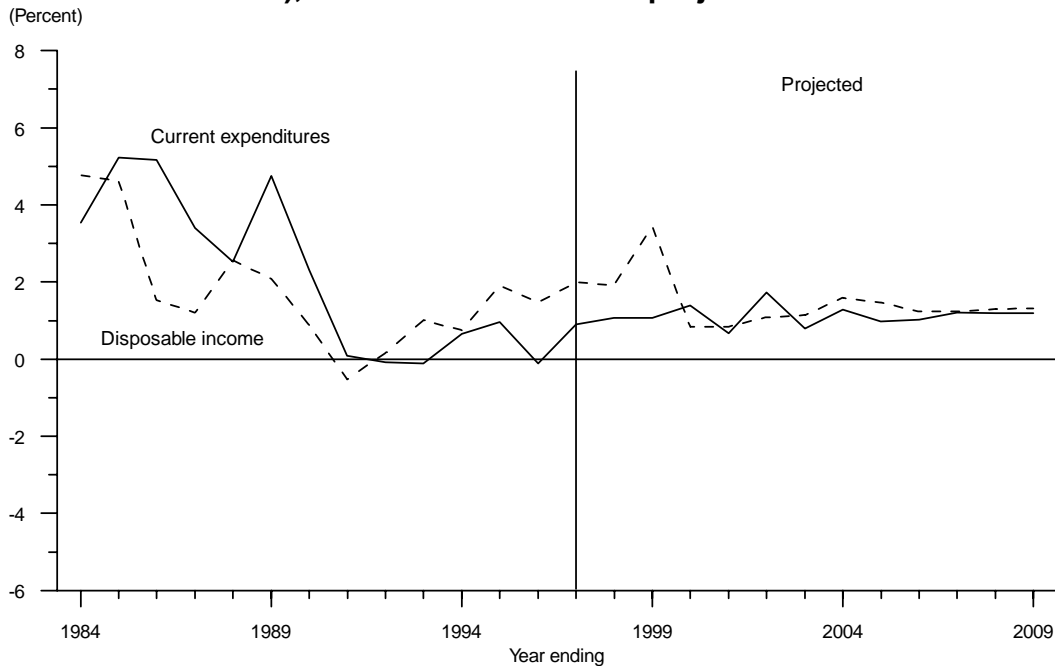 (Percent)
8
6
4
2
0
-2
-4
-6
Projected
Current expenditures
Disposable income
1984
1989
1994
1999
2004
2009
Year ending